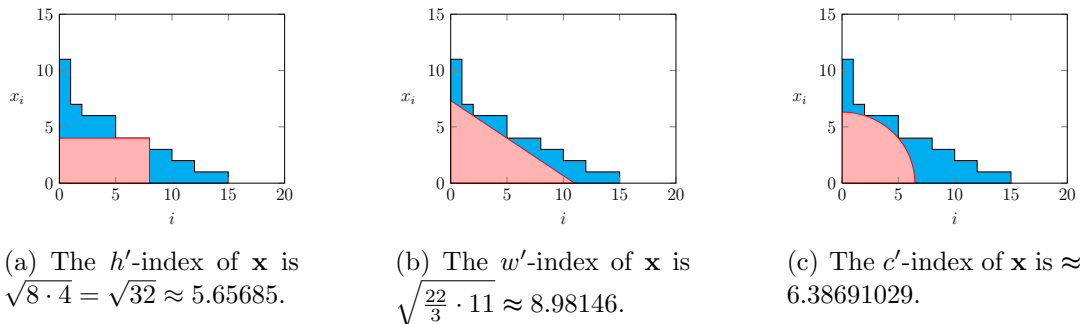 15
10
5
0
x_i
0 5 10 15 20
i
15
10
5
0
x_i
0 5 10 15 20
i
15
10
5
0
x_i
0 5 10 15 20
i
(a) The h′-index of x is
√(8 · 4) = √32 ≈ 5.65685.
(b) The w′-index of x is
√(22/3 · 11) ≈ 8.98146.
(c) The c′-index of x is ≈
6.38691029.